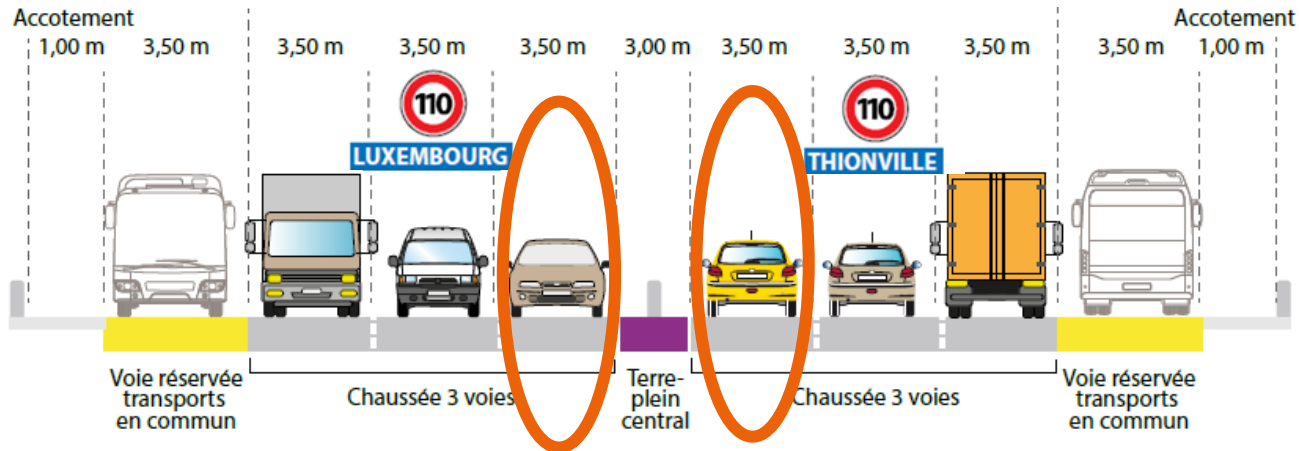 Accotement
Accotement
1,00 m 3,50 m 3,50 m 3,50 m 3,50 m 3,00 m 3,50 m 3,50 m 3,50 m 3,50 m 1,00 m
110
110
LUXEMBOURG
THIONVILLE
Voie réservée
transports
en commun
Chaussée 3 voies
Terre-
plein
central
Chaussée 3 voies
Voie réservée
transports
en commun